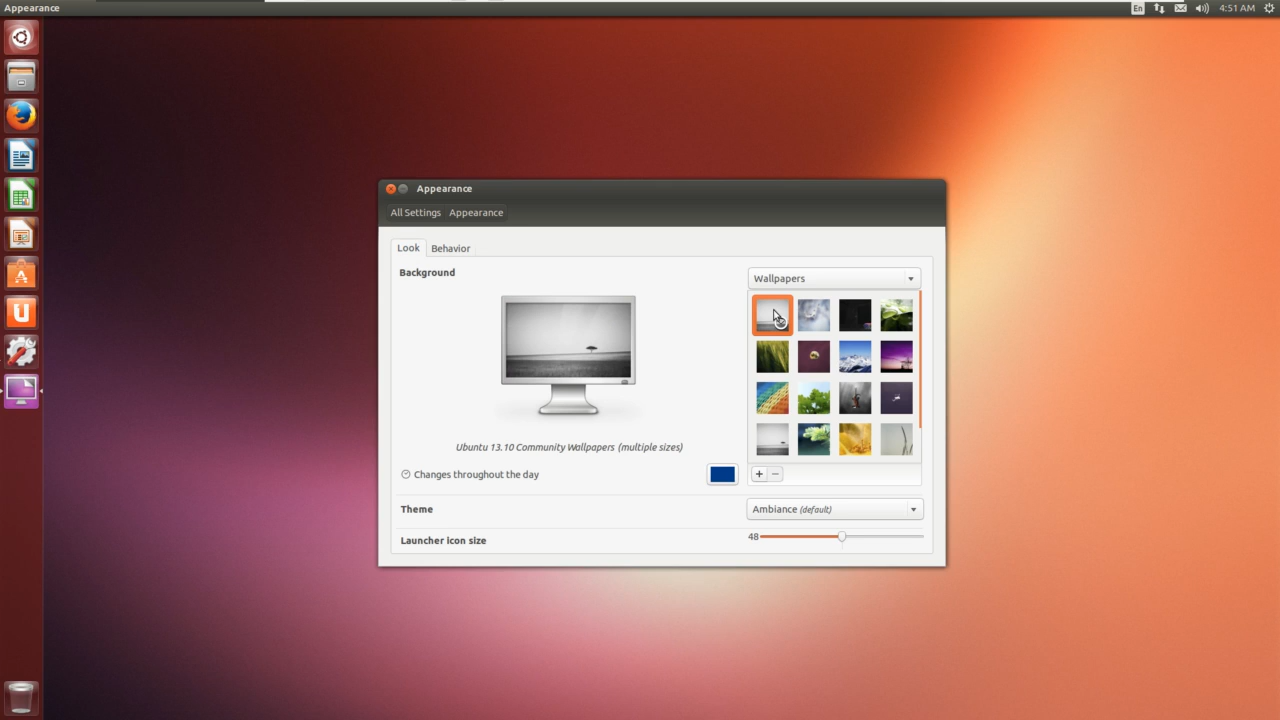 Appearance
En
4:51 AM
Appearance
All Settings Appearance
Look Behavior
Background
Wallpapers
Ubuntu 13.10 Community Wallpapers (multiple sizes)
Changes throughout the day
+ −
Theme
Ambiance (default)
Launcher icon size
48